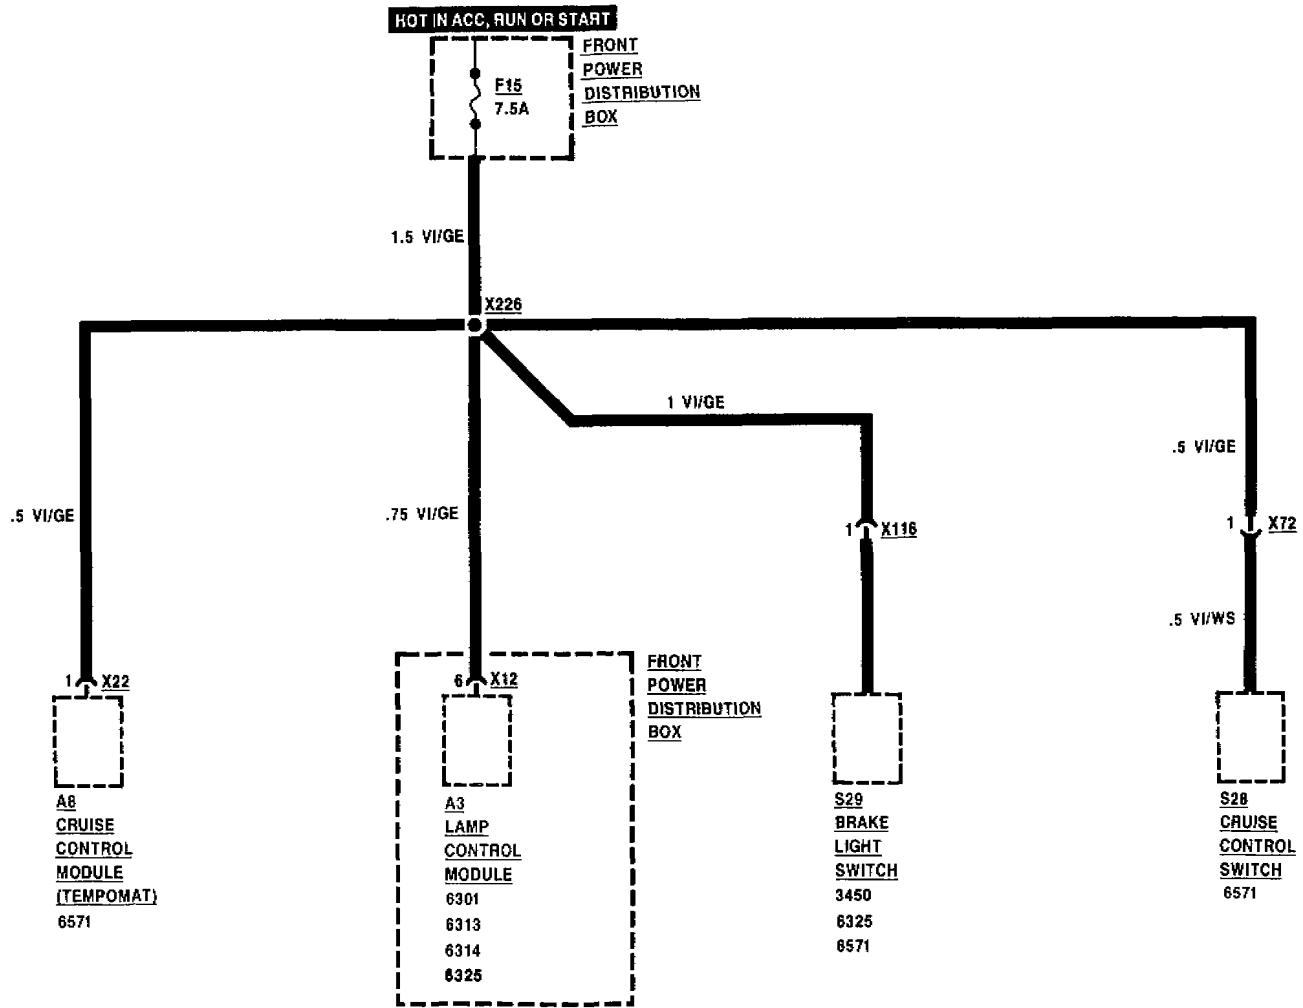 HOT IN ACC, RUN OR START
FRONT
POWER
DISTRIBUTION
BOX
F15
7.5A
1.5 VI/GE
X226
1 VI/GE
.5 VI/GE
.5 VI/GE
.75 VI/GE
1 X116
1 X72
.5 VI/WS
1 X22
6 X12
FRONT
POWER
DISTRIBUTION
BOX
A8
CRUISE
CONTROL
MODULE
(TEMPOMAT)
6571
A3
LAMP
CONTROL
MODULE
6301
6313
6314
6325
S29
BRAKE
LIGHT
SWITCH
3450
6325
6571
S28
CRUISE
CONTROL
SWITCH
6571